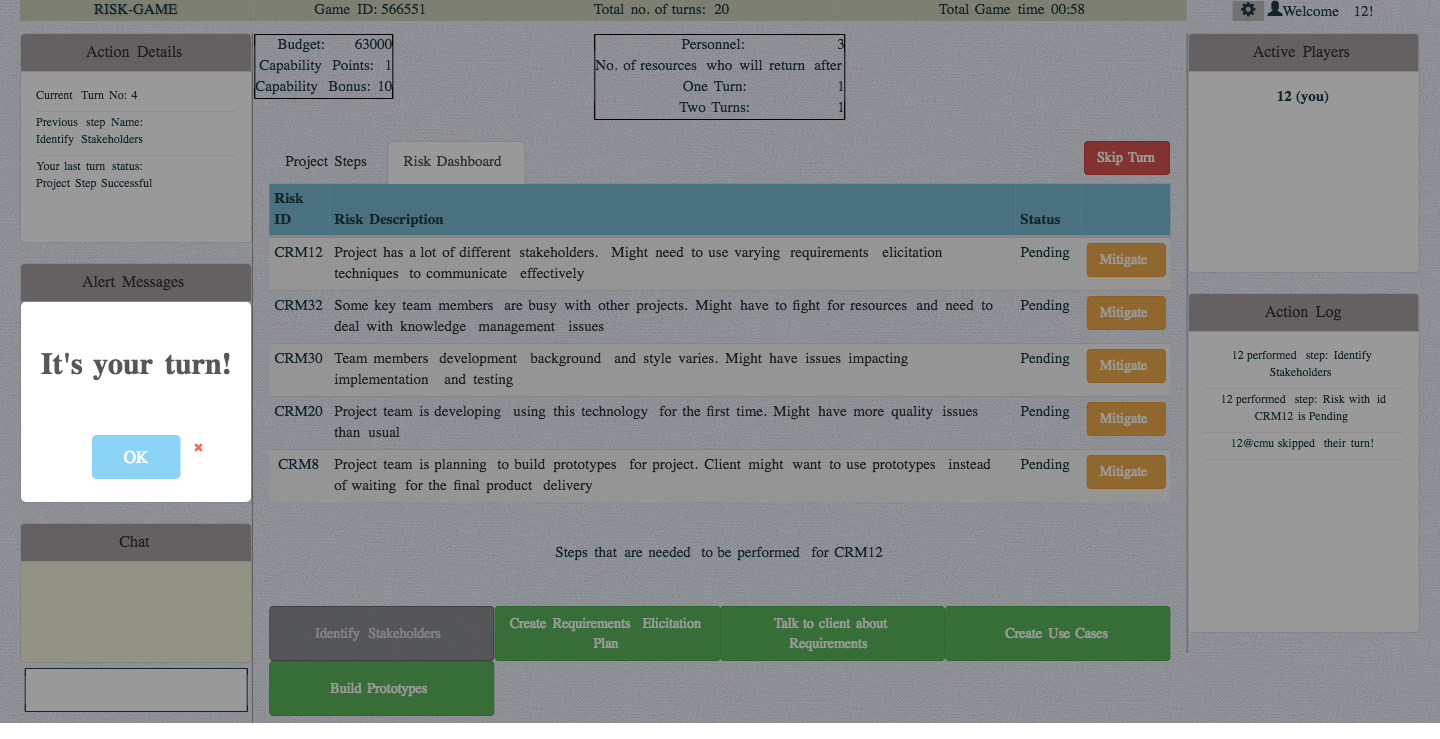 RISK-GAME
Game ID: 566551
Total no. of turns: 20
Total Game time 00:58
Welcome 12!
Action Details
Current Turn No: 4
Previous step Name:
Identify Stakeholders
Your last turn status:
Project Step Successful
Alert Messages
It's your turn!
OK
Chat
Budget: 63000
Capability Points: 1
Capability Bonus: 10
Personnel: 3
No. of resources who will return after
One Turn: 1
Two Turns: 1
Project Steps
Risk Dashboard
Skip Turn
Risk
ID
Risk Description
Status
CRM12 Project has a lot of different stakeholders. Might need to use varying requirements elicitation Pending Mitigate
techniques to communicate effectively
CRM32 Some key team members are busy with other projects. Might have to fight for resources and need to Pending Mitigate
deal with knowledge management issues
CRM30 Team members development background and style varies. Might have issues impacting Pending Mitigate
implementation and testing
CRM20 Project team is developing using this technology for the first time. Might have more quality issues Pending Mitigate
than usual
CRM8 Project team is planning to build prototypes for project. Client might want to use prototypes instead Pending Mitigate
of waiting for the final product delivery
Steps that are needed to be performed for CRM12
Identify Stakeholders
Create Requirements Elicitation
Plan
Talk to client about
Requirements
Create Use Cases
Build Prototypes
Active Players
12 (you)
Action Log
12 performed step: Identify
Stakeholders
12 performed step: Risk with id
CRM12 is Pending
12@cmu skipped their turn!